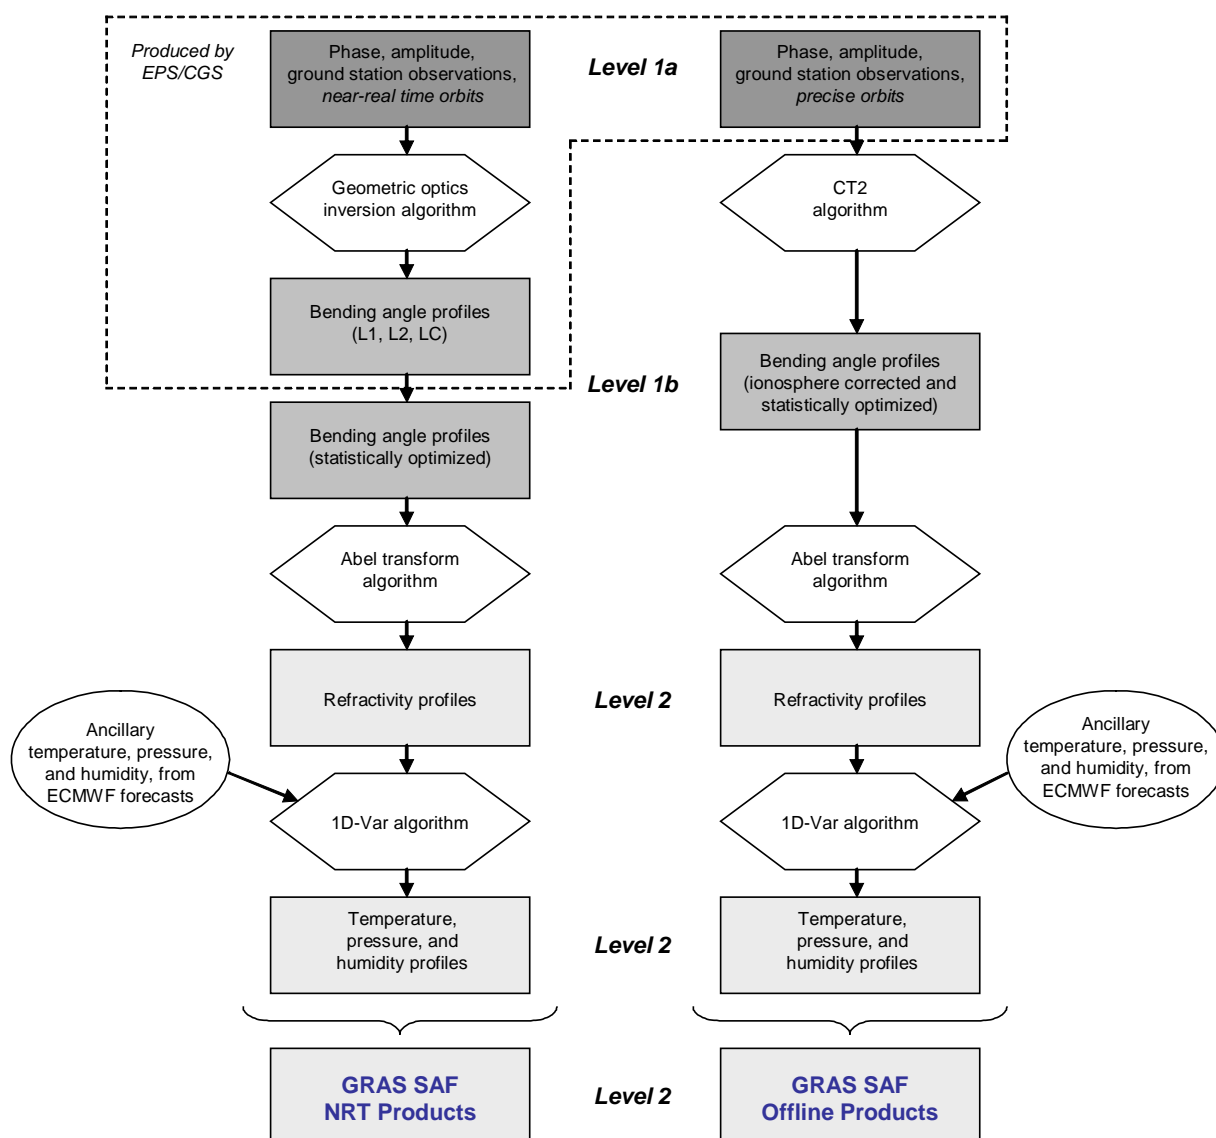 Produced by
EPS/CGS
Phase, amplitude,
ground station observations,
near-real time orbits
Level 1a
Phase, amplitude,
ground station observations,
precise orbits
Geometric optics
inversion algorithm
CT2
algorithm
Bending angle profiles
(L1, L2, LC)
Level 1b
Bending angle profiles
(ionosphere corrected and
statistically optimized)
Bending angle profiles
(statistically optimized)
Abel transform
algorithm
Abel transform
algorithm
Refractivity profiles
Level 2
Refractivity profiles
Ancillary
temperature, pressure,
and humidity, from
ECMWF forecasts
Ancillary
temperature, pressure,
and humidity, from
ECMWF forecasts
1D-Var algorithm
1D-Var algorithm
Temperature,
pressure, and
humidity profiles
Level 2
Temperature,
pressure, and
humidity profiles
GRAS SAF
NRT Products
Level 2
GRAS SAF
Offline Products